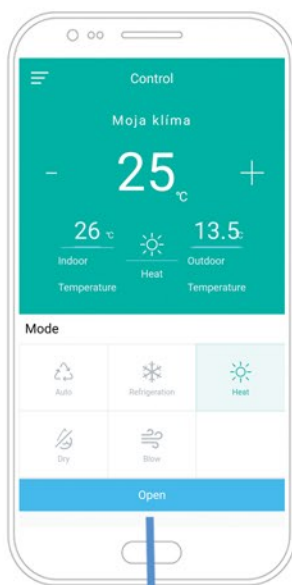 Control
Moja klíma
- 25 °C +
26 °C
13.5 °C
Indoor
Temperature
Heat
Outdoor
Temperature
Mode
Auto
Refrigeration
Heat
Dry
Blow
Open